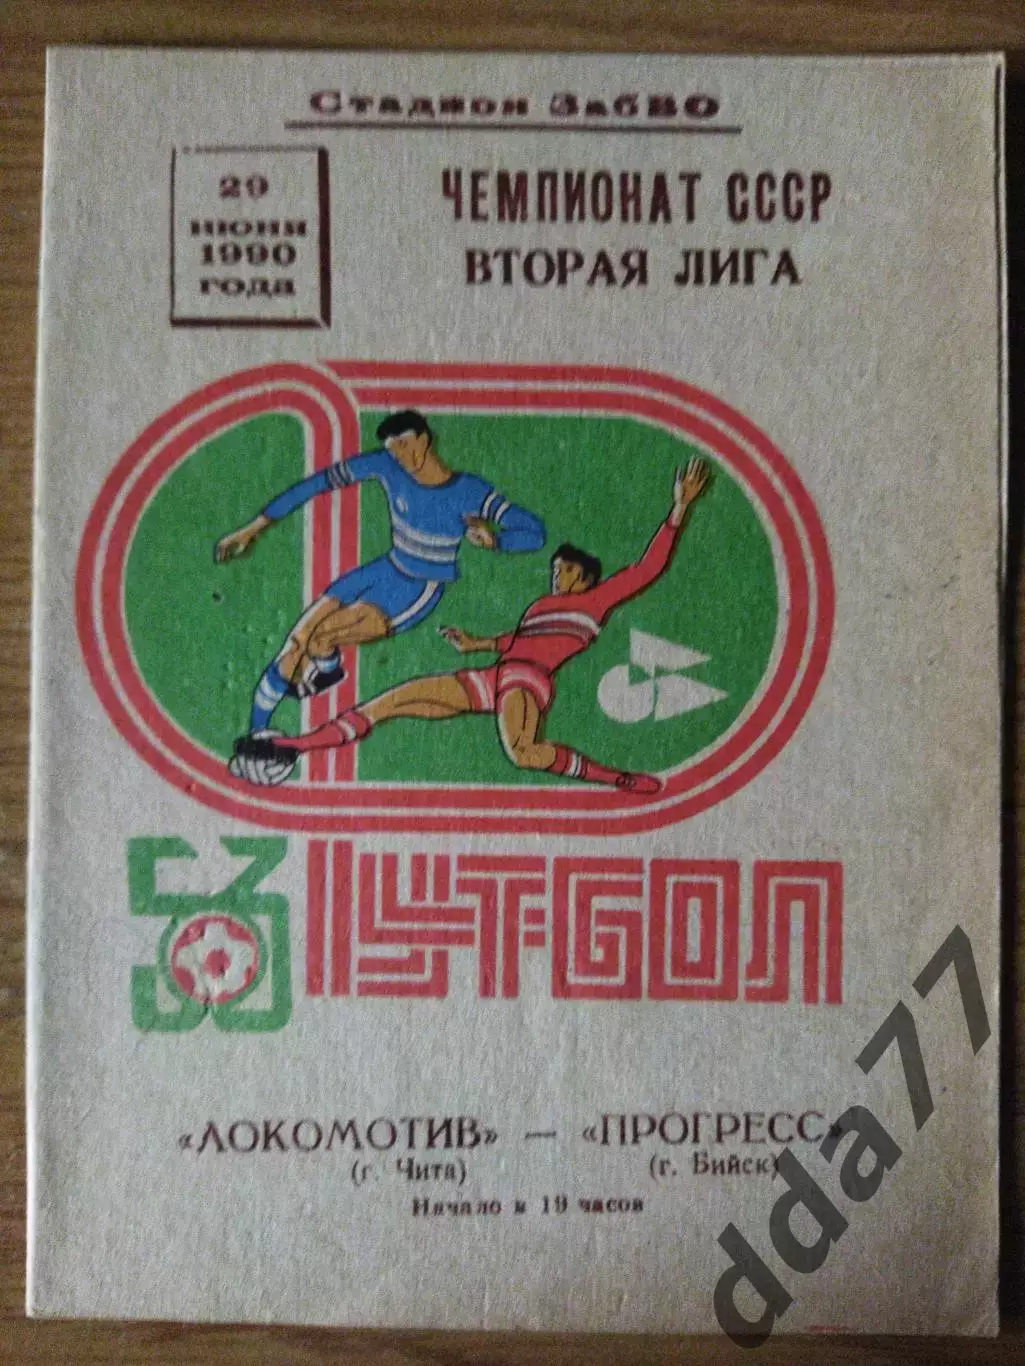 Стадион ЗабВО
29
июня
1990
года
ЧЕМПИОНАТ СССР
ВТОРАЯ ЛИГА
ФУТБОЛ
«ЛОКОМОТИВ» — «ПРОГРЕСС»
(г. Чита) (г. Бийск)
Начало в 19 часов
dda77